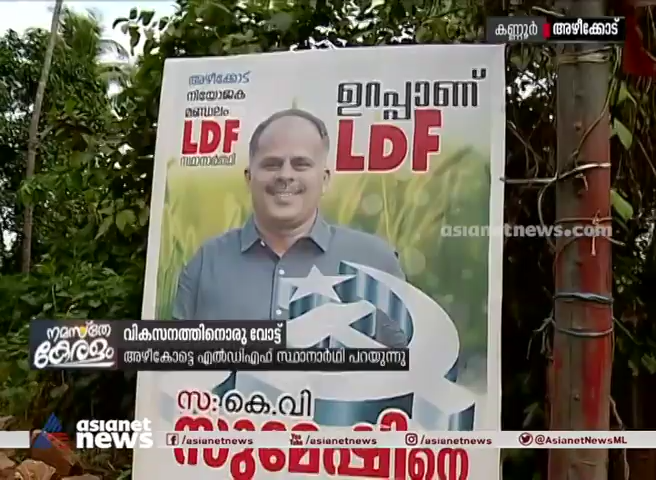 കണ്ണൂർ അഴീക്കോട്
അഴീക്കോട്
നിയോജക
മണ്ഡലം
LDF
സ്ഥാനാർത്ഥി
ഉറപ്പാണ്
LDF
asianetnews.com
നമസ്തേ
കേരളം
വികസനത്തിനൊരു വോട്ട്
അഴീകോട്ടെ എൽഡിഎഫ് സ്ഥാനാർഥി പറയുന്നു
സഃകെ.വി
സുമേഷിനെ
asianet
news
/asianetnews
/asianetnews
/asianetnews
@AsianetNewsML